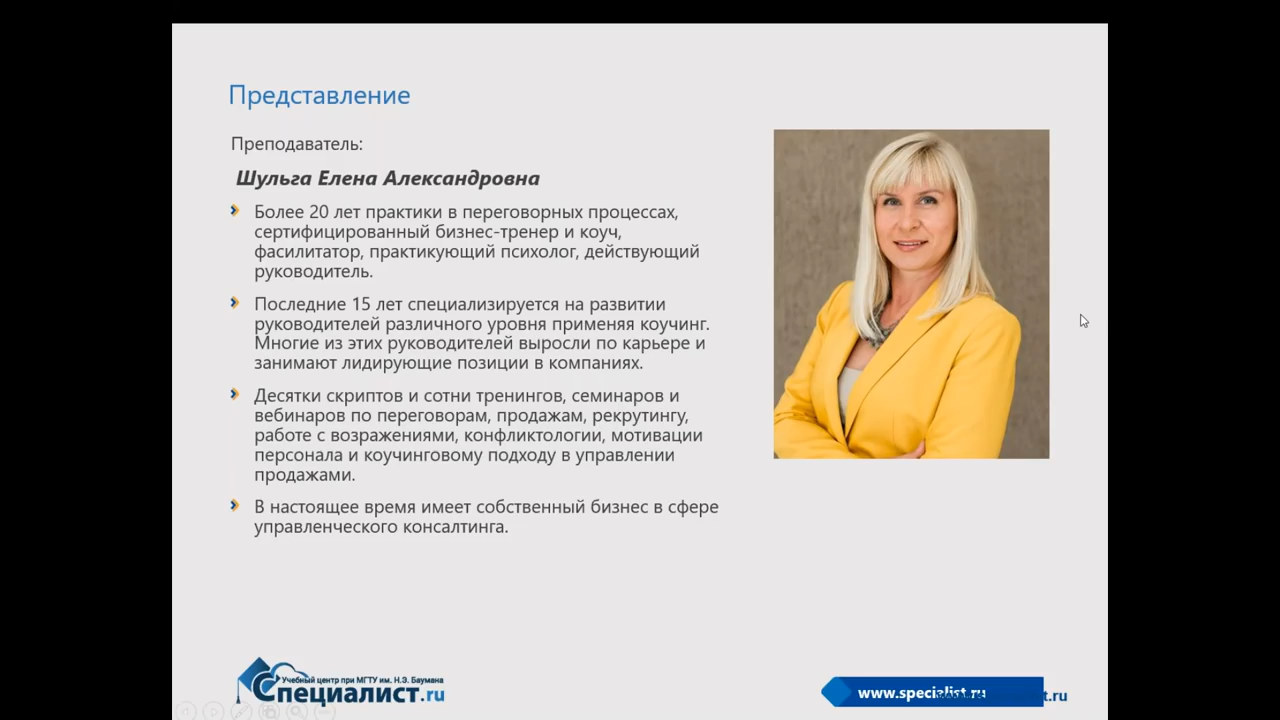 Представление
Преподаватель:
Шульга Елена Александровна
Более 20 лет практики в переговорных процессах,
сертифицированный бизнес-тренер и коуч,
фасилитатор, практикующий психолог, действующий
руководитель.
Последние 15 лет специализируется на развитии
руководителей различного уровня применяя коучинг.
Многие из этих руководителей выросли по карьере и
занимают лидирующие позиции в компаниях.
Десятки скриптов и сотни тренингов, семинаров и
вебинаров по переговорам, продажам, рекрутингу,
работе с возражениями, конфликтологии, мотивации
персонала и коучинговому подходу в управлении
продажами.
В настоящее время имеет собственный бизнес в сфере
управленческого консалтинга.
Учебный центр при МГТУ им. Н.Э. Баумана
Специалист.ru
www.specialist.ru